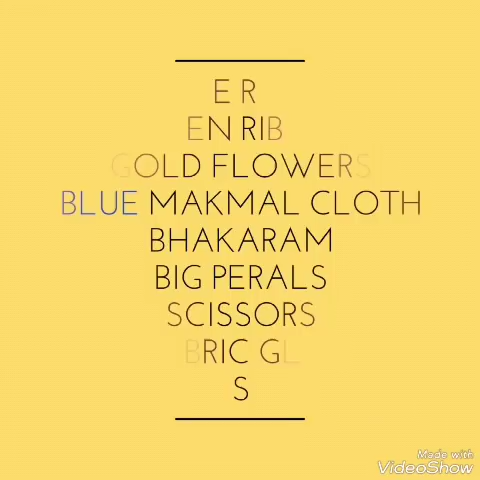 E R
EN RIB
GOLD FLOWERS
BLUE MAKMAL CLOTH
BHAKARAM
BIG PERALS
SCISSORS
BRIC GL
S
Made with
VideoShow